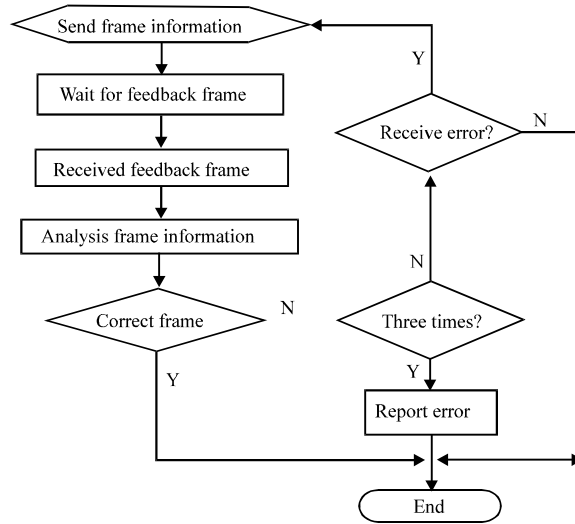 Send frame information
Wait for feedback frame
Received feedback frame
Analysis frame information
Correct frame
N
Y
Y
Receive error?
N
N
Three times?
Y
Report error
End